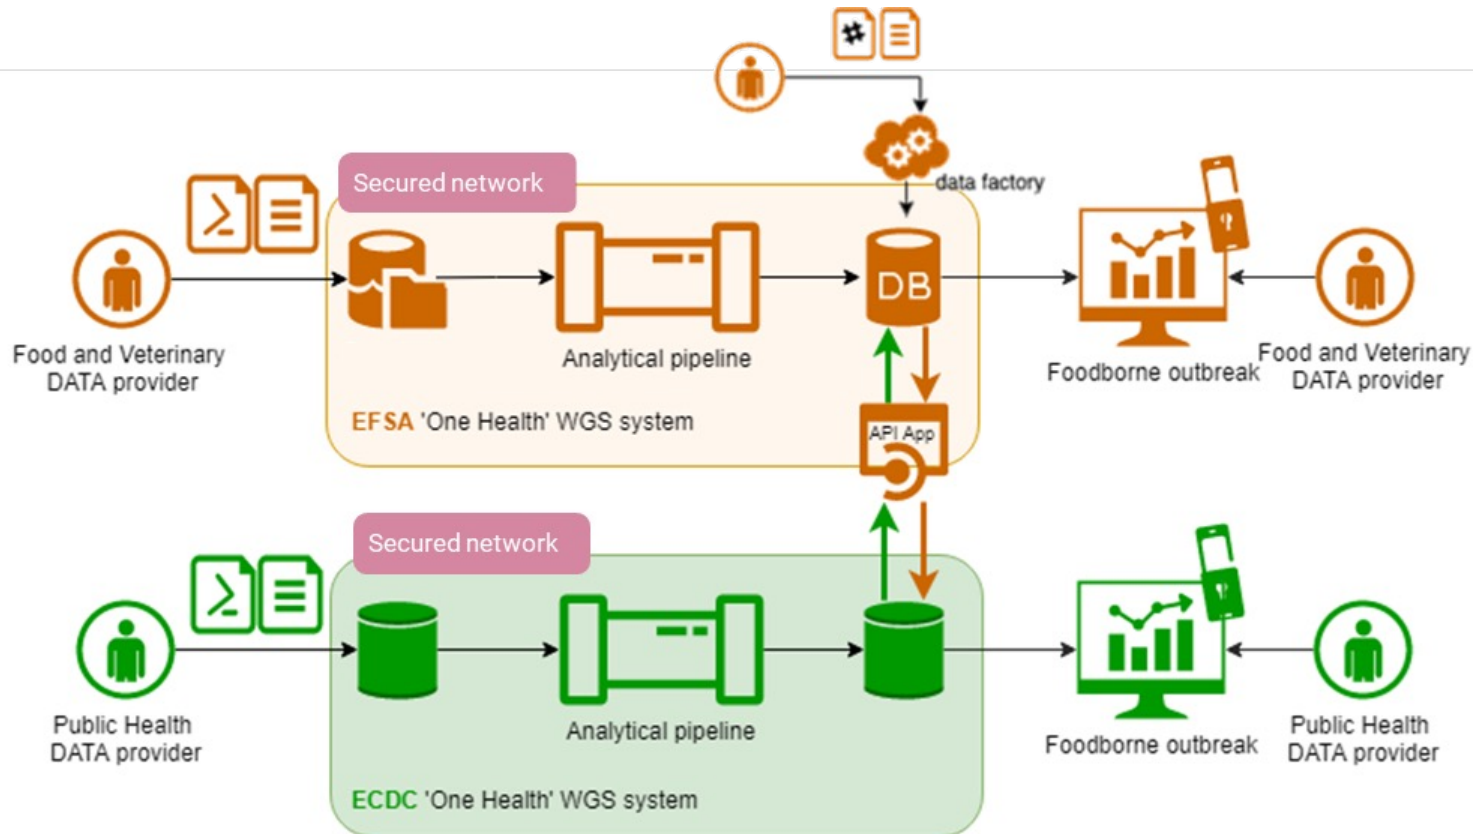 data factory
Secured network
Food and Veterinary
DATA provider
Analytical pipeline
DB
Foodborne outbreak
Food and Veterinary
DATA provider
EFSA 'One Health' WGS system
API App
Secured network
Public Health
DATA provider
Analytical pipeline
Foodborne outbreak
Public Health
DATA provider
ECDC 'One Health' WGS system